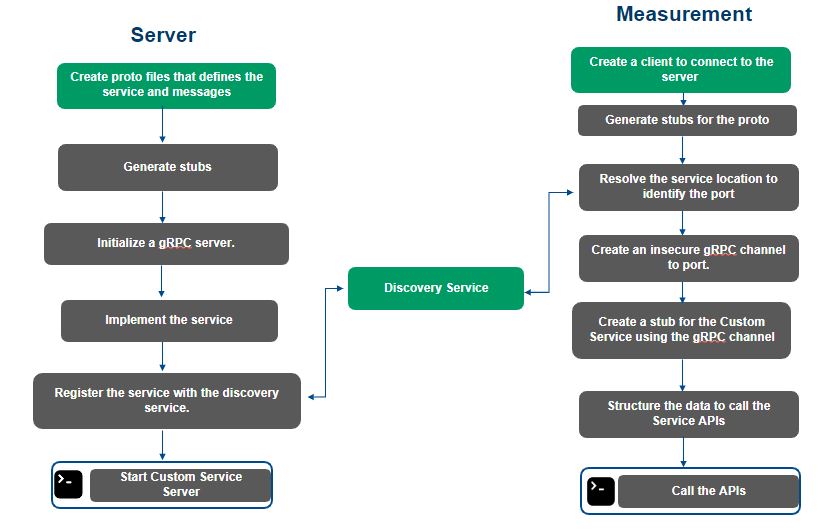 Server
Create proto files that defines the
service and messages
Generate stubs
Initialize a gRPC server.
Implement the service
Register the service with the discovery
service.
Start Custom Service
Server
Discovery Service
Measurement
Create a client to connect to the
server
Generate stubs for the proto
Resolve the service location to
identify the port
Create an insecure gRPC channel
to port.
Create a stub for the Custom
Service using the gRPC channel
Structure the data to call the
Service APIs
Call the APIs